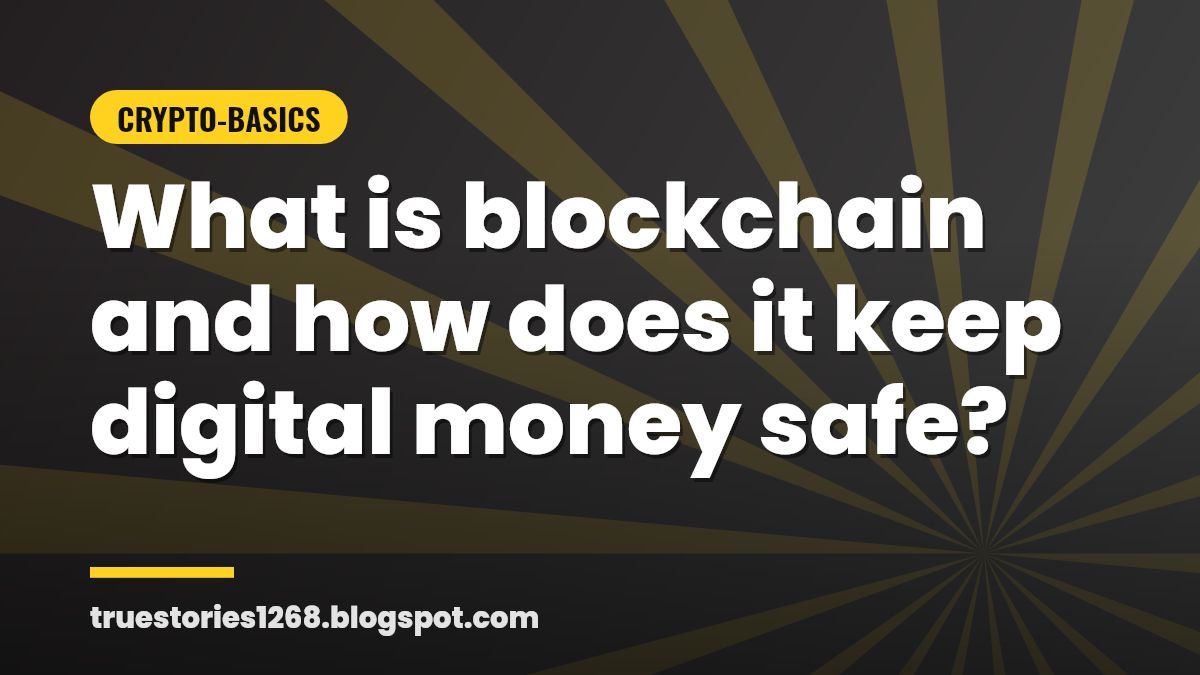 CRYPTO-BASICS
What is blockchain
and how does it keep
digital money safe?
truestories1268.blogspot.com